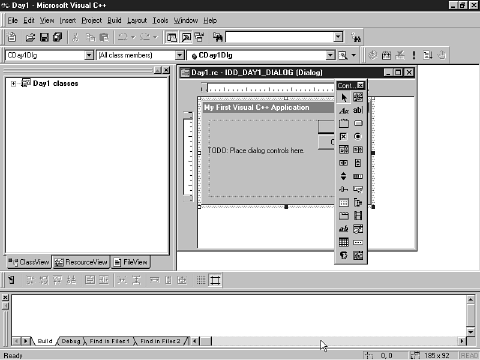 Day1 - Microsoft Visual C++
File Edit View Insert Project Build Layout Tools Window Help
CDay1Dlg (All class members) CDay1Dlg
Day1.rc - IDD_DAY1_DIALOG (Dialog)
Cont...
Day1 classes
My First Visual C++ Application
TODO: Place dialog controls here.
ClassView ResourceView FileView
Build Debug Find in Files 1 Find in Files 2
Ready 0, 0 185 x 92 READ